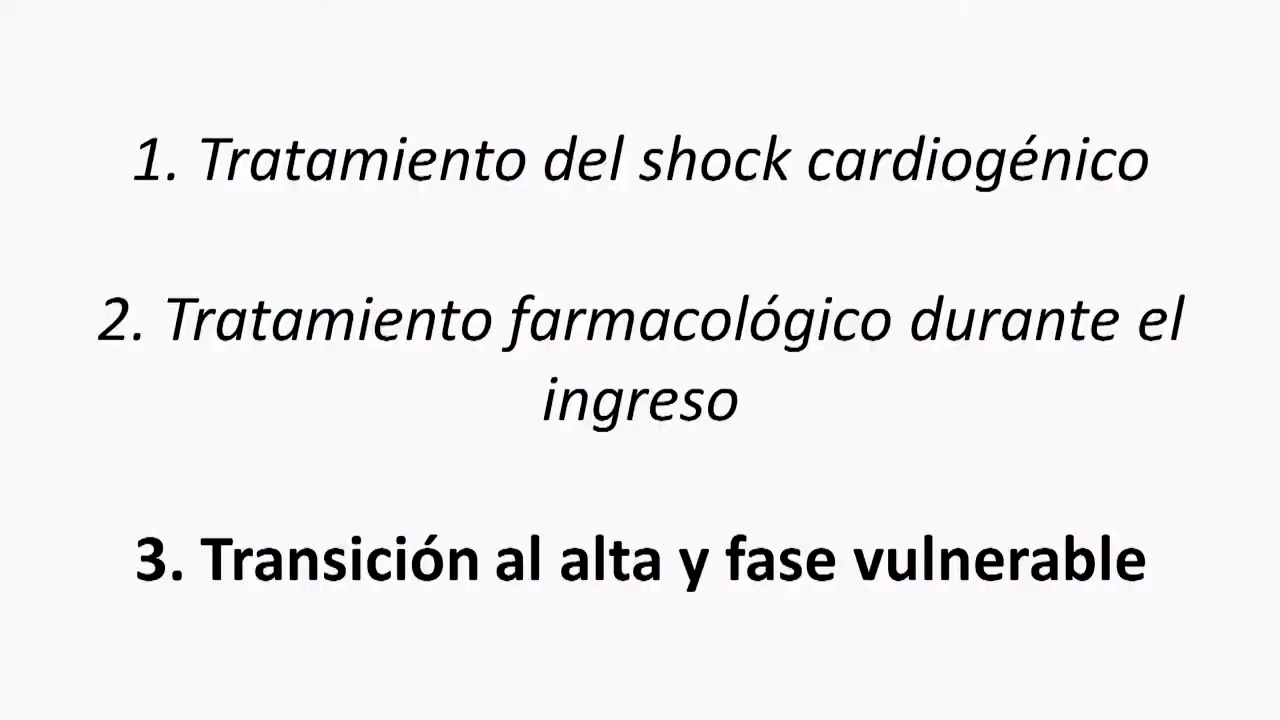 1. Tratamiento del shock cardiogénico
2. Tratamiento farmacológico durante el
ingreso
3. Transición al alta y fase vulnerable